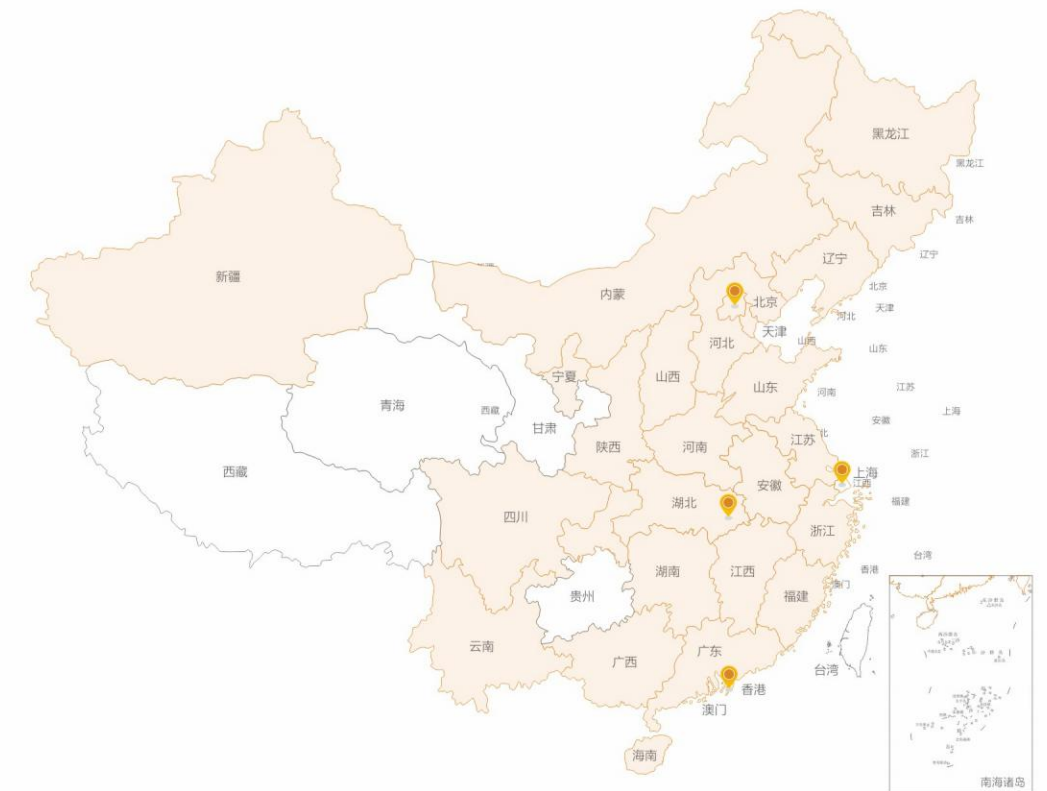 黑龙江
黑龙江
吉林
吉林
辽宁
辽宁
新疆
内蒙
北京
北京
天津
河北
天津
河北
山西
山东
山西
宁夏
山东
江苏
河南
青海
西藏
上海
安徽
甘肃
陕西
河南
江苏
北
浙江
西藏
上海
安徽
江西
湖北
福建
四川
浙江
台湾
香港
湖南
江西
澳门
贵州
福建
云南
广东
广西
台湾
香港
澳门
海南
南海诸岛